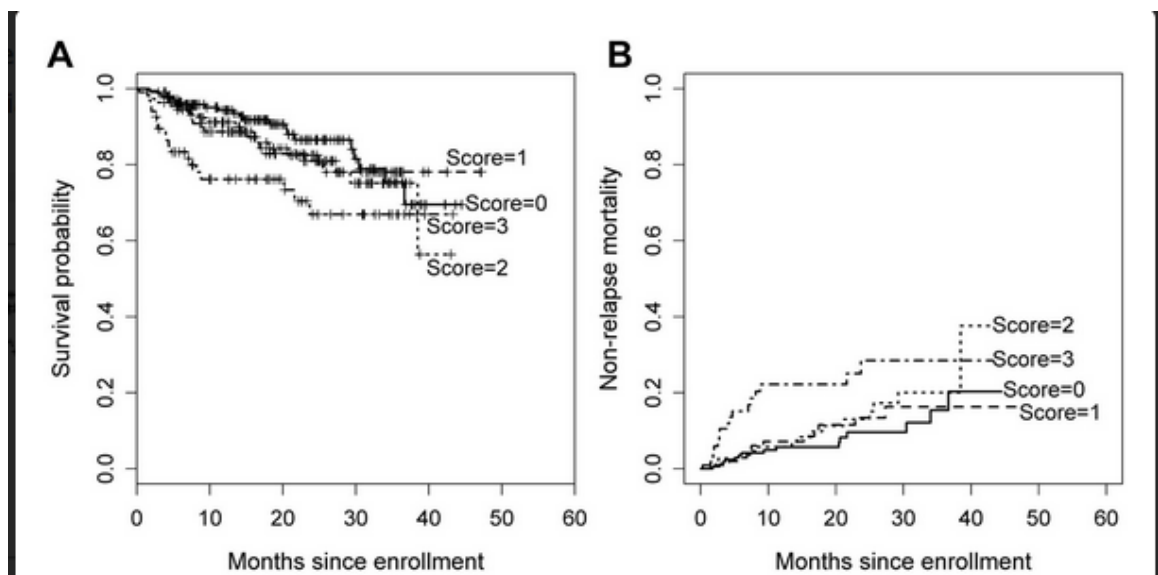 A
Survival probability
1.0
0.8
0.6
0.4
0.2
0.0
Score=1
Score=0
Score=3
Score=2
0 10 20 30 40 50 60
Months since enrollment
B
Non-relapse mortality
1.0
0.8
0.6
0.4
0.2
0.0
Score=2
Score=3
Score=0
Score=1
0 10 20 30 40 50 60
Months since enrollment